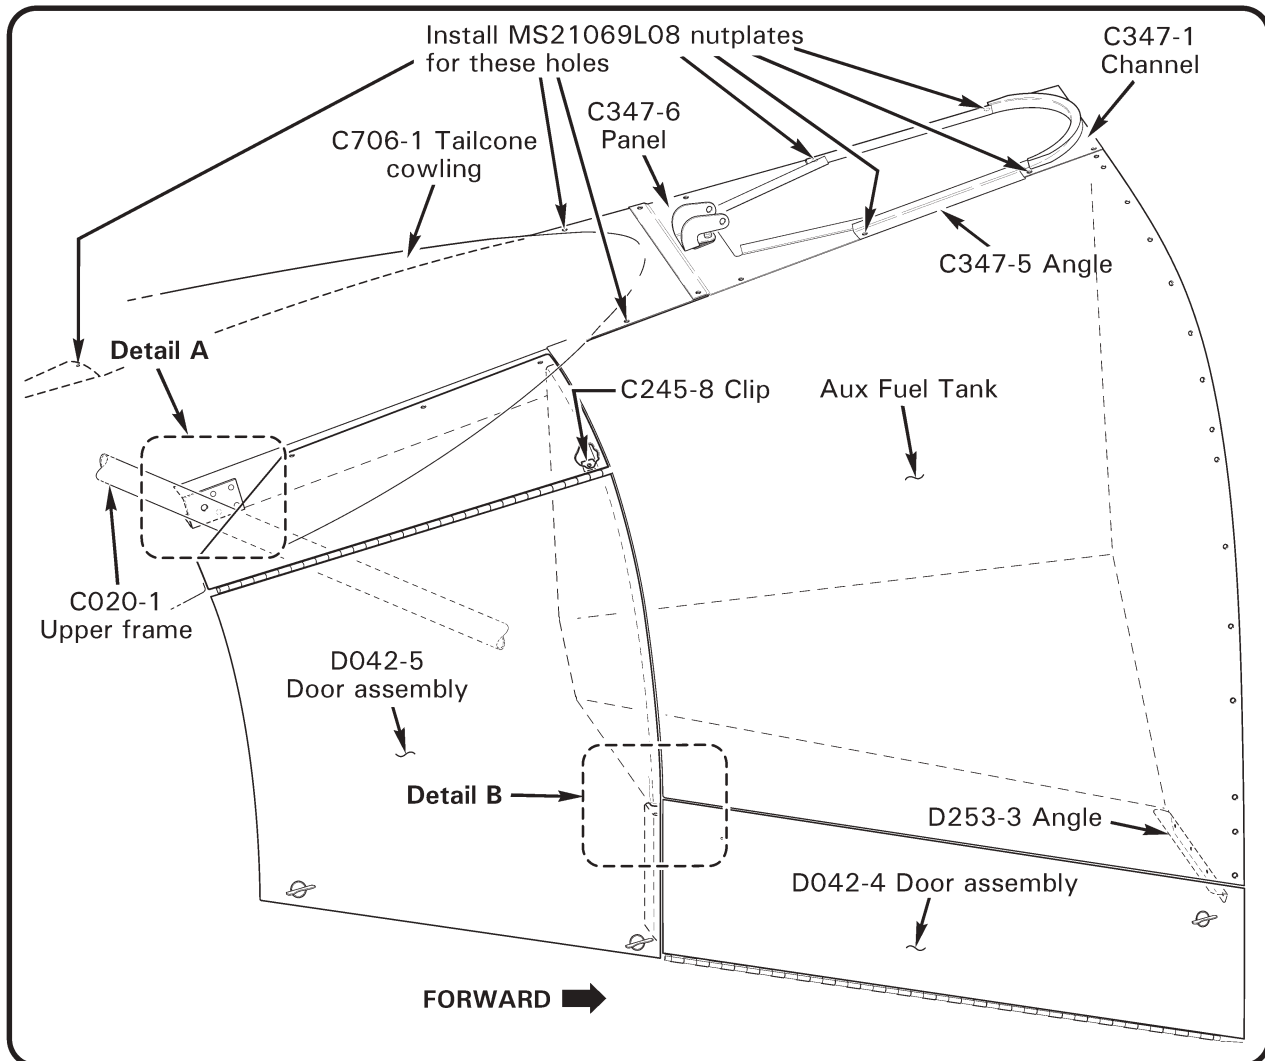 Install MS21069L08 nutplates
for these holes
C347-1
Channel
C347-6
Panel
C706-1 Tailcone
cowling
C347-5 Angle
Detail A
C245-8 Clip
Aux Fuel Tank
C020-1
Upper frame
D042-5
Door assembly
Detail B
D253-3 Angle
D042-4 Door assembly
FORWARD